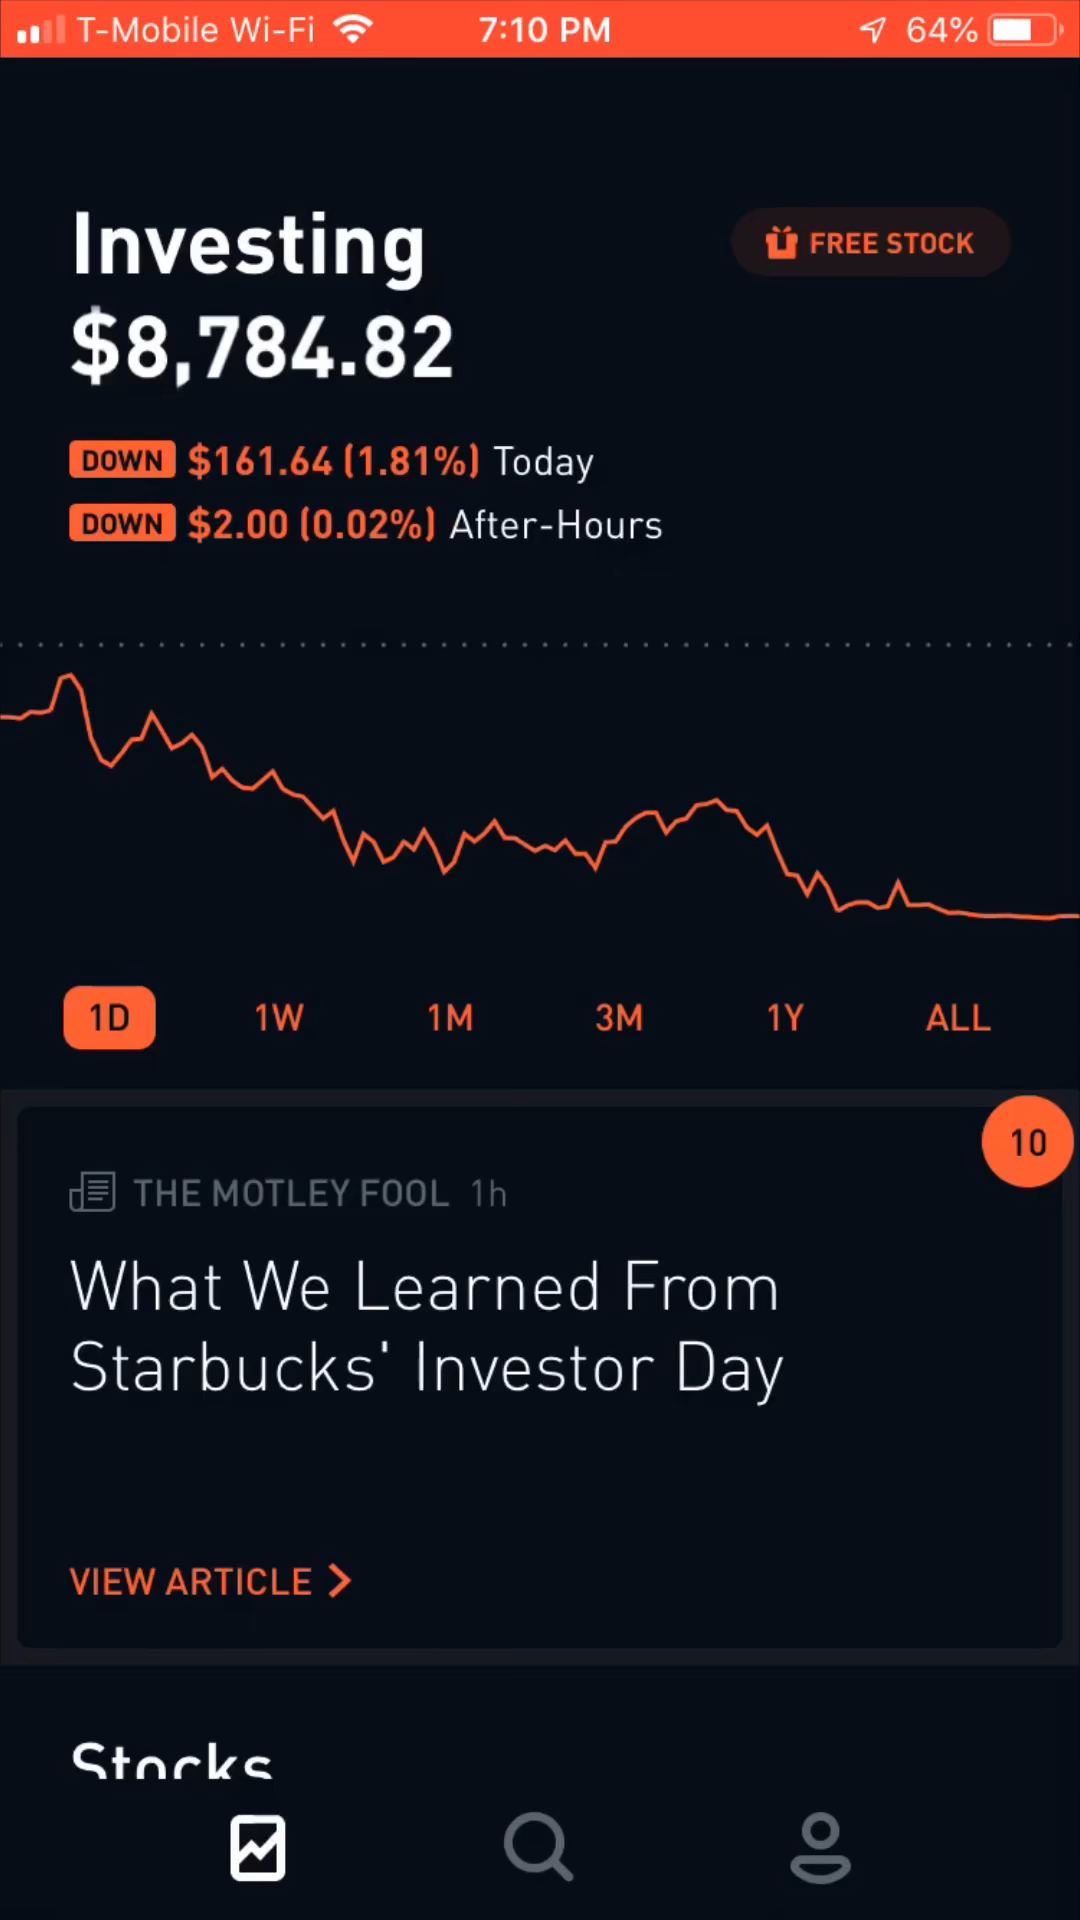 T-Mobile Wi-Fi 7:10 PM 64%
Investing
FREE STOCK
$8,784.82
DOWN $161.64 (1.81%) Today
DOWN $2.00 (0.02%) After-Hours
1D 1W 1M 3M 1Y ALL
10
THE MOTLEY FOOL 1h
What We Learned From
Starbucks' Investor Day
VIEW ARTICLE
Stocks